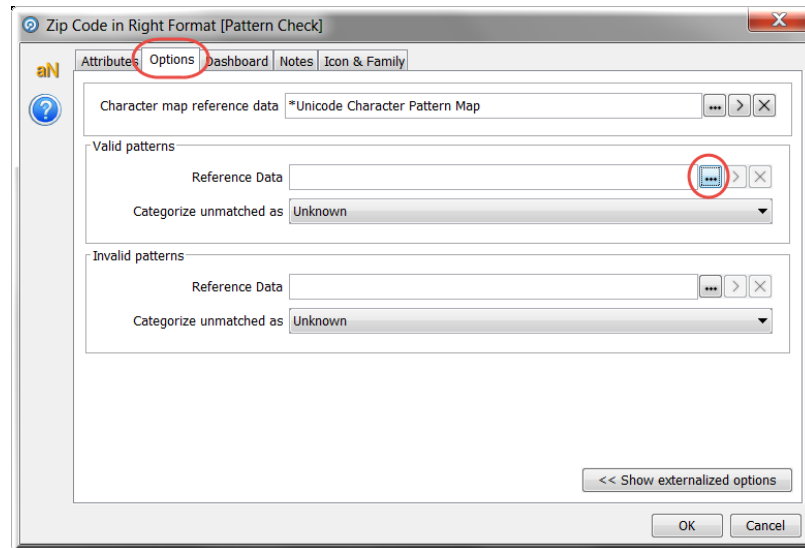 Zip Code in Right Format [Pattern Check]
aN
Attributes Options Dashboard Notes Icon & Family
Character map reference data *Unicode Character Pattern Map ... > X
Valid patterns
Reference Data ... > X
Categorize unmatched as Unknown
Invalid patterns
Reference Data ... > X
Categorize unmatched as Unknown
<< Show externalized options
OK Cancel